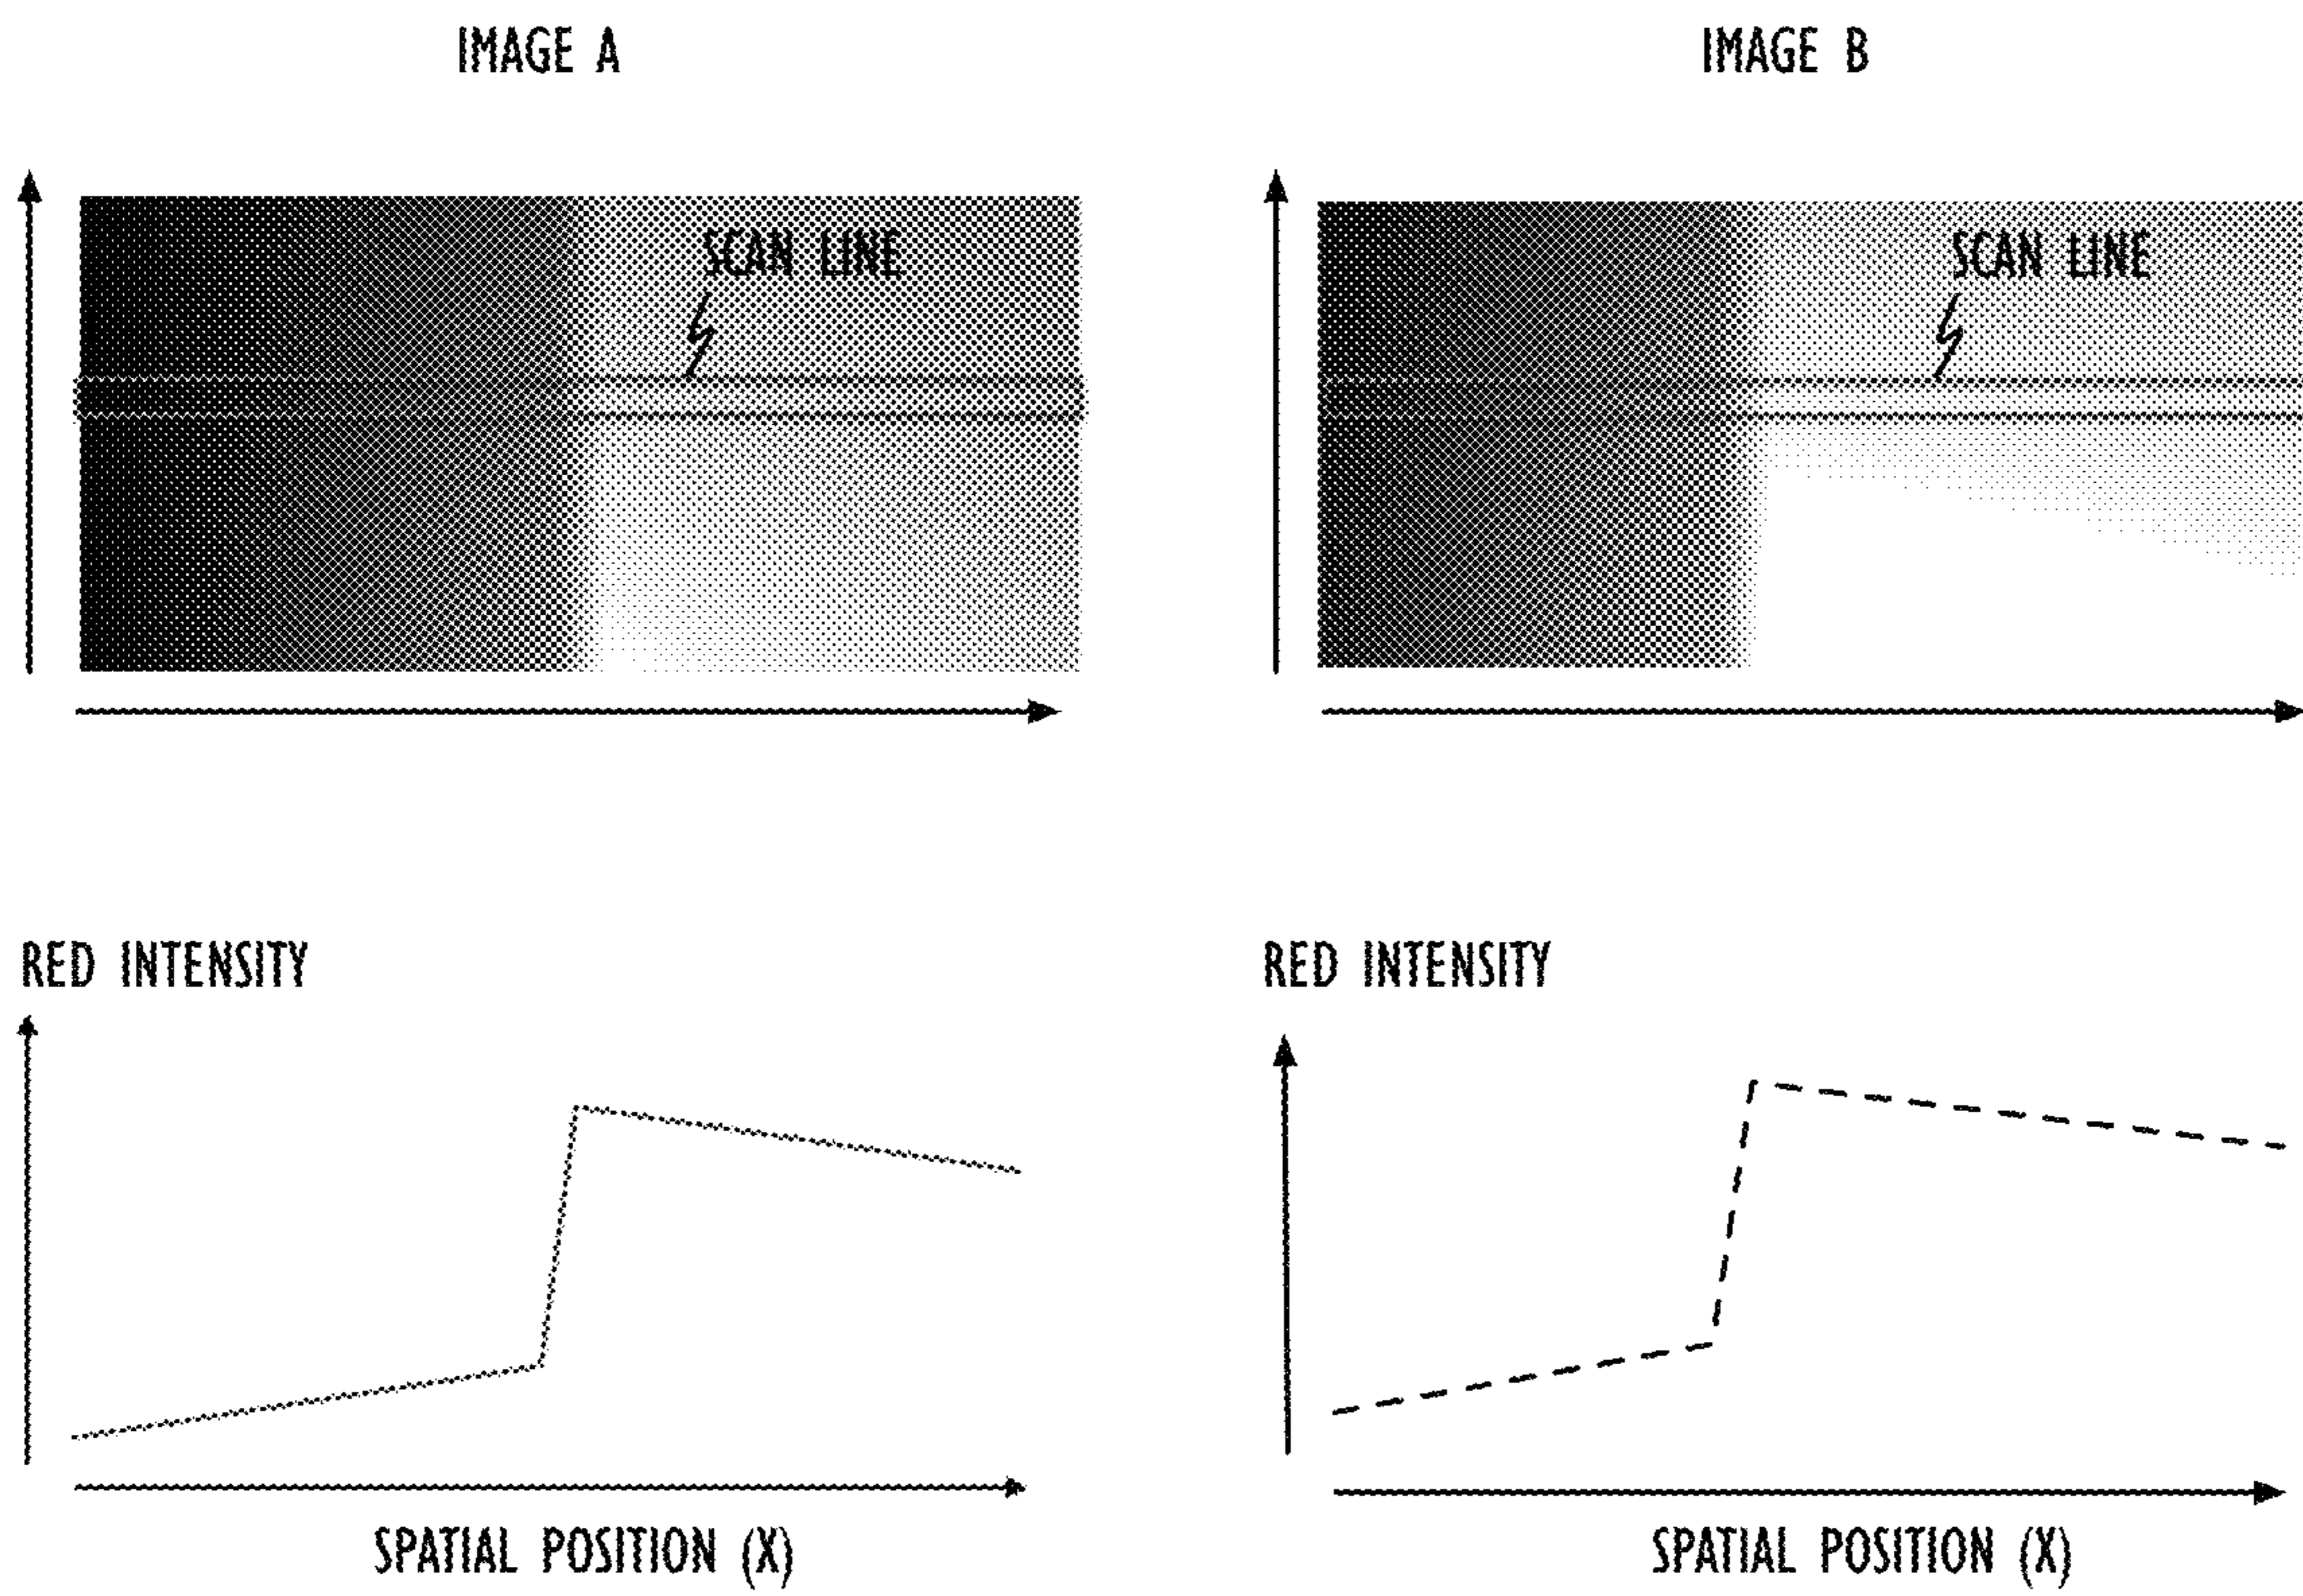 IMAGE A
IMAGE B
SCAN LINE
SCAN LINE
RED INTENSITY
RED INTENSITY
SPATIAL POSITION (X)
SPATIAL POSITION (X)